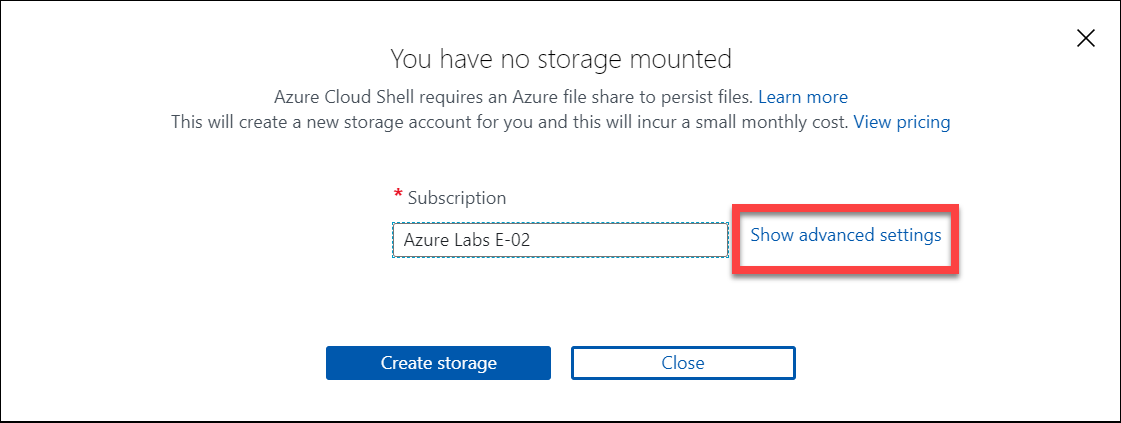 You have no storage mounted
Azure Cloud Shell requires an Azure file share to persist files. Learn more
This will create a new storage account for you and this will incur a small monthly cost. View pricing
* Subscription
Azure Labs E-02
Show advanced settings
Create storage
Close